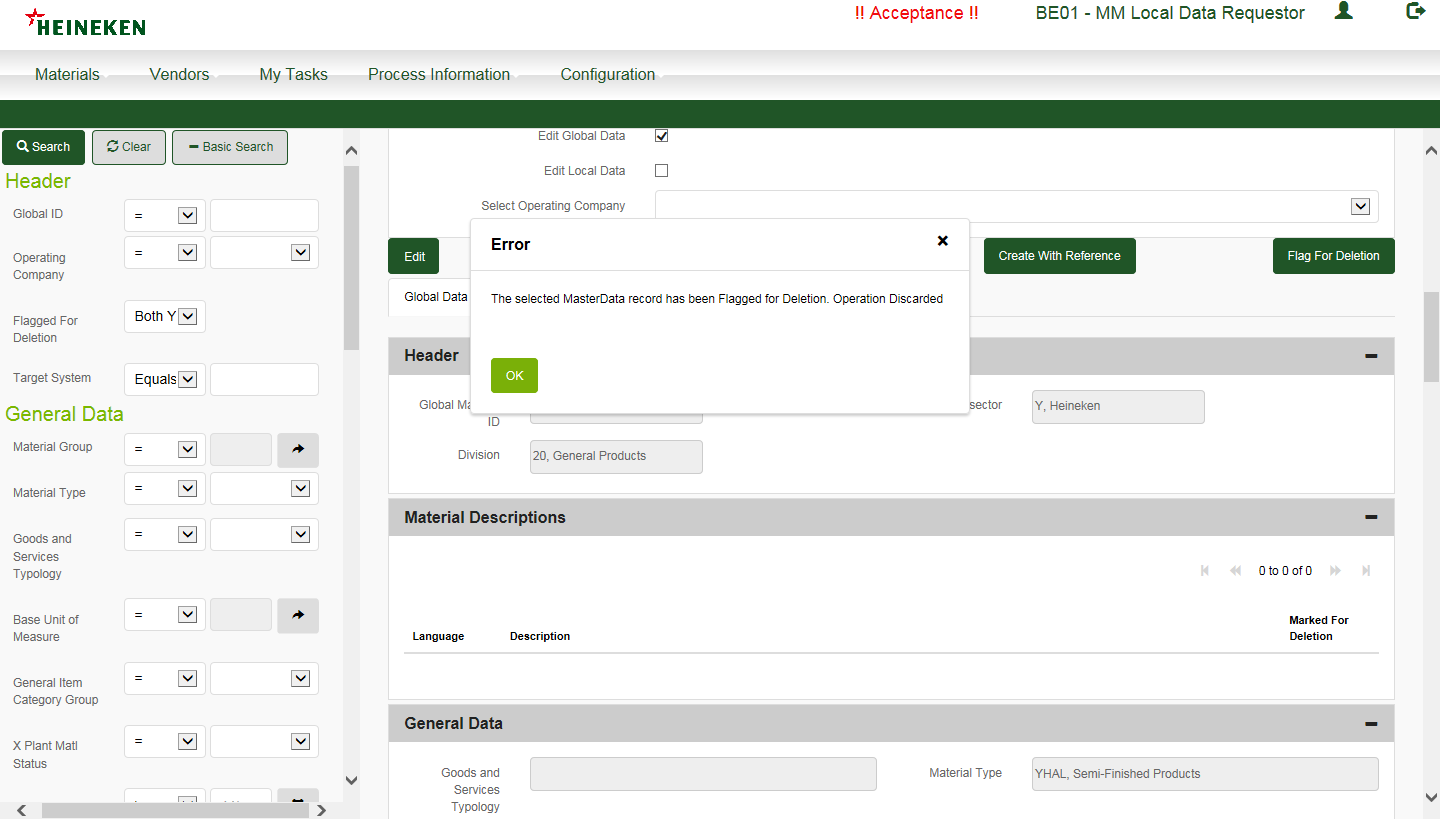 HEINEKEN
!! Acceptance !!
BE01 - MM Local Data Requestor
Materials
Vendors
My Tasks
Process Information
Configuration
Search
Clear
Basic Search
Header
Global ID
=
Operating
Company
=
Flagged For
Deletion
Both Y
Target System
Equals
General Data
Material Group
=
Material Type
=
Goods and
Services
Typology
=
Base Unit of
Measure
=
General Item
Category Group
=
X Plant Matl
Status
=
Edit Global Data
Edit Local Data
Select Operating Company
Edit
Create With Reference
Flag For Deletion
Global Data
Error
The selected MasterData record has been Flagged for Deletion. Operation Discarded
OK
Header
Global Ma
ID
sector
Y, Heineken
Division
20, General Products
Material Descriptions
0 to 0 of 0
Language
Description
Marked For
Deletion
General Data
Goods and
Services
Typology
Material Type
YHAL, Semi-Finished Products